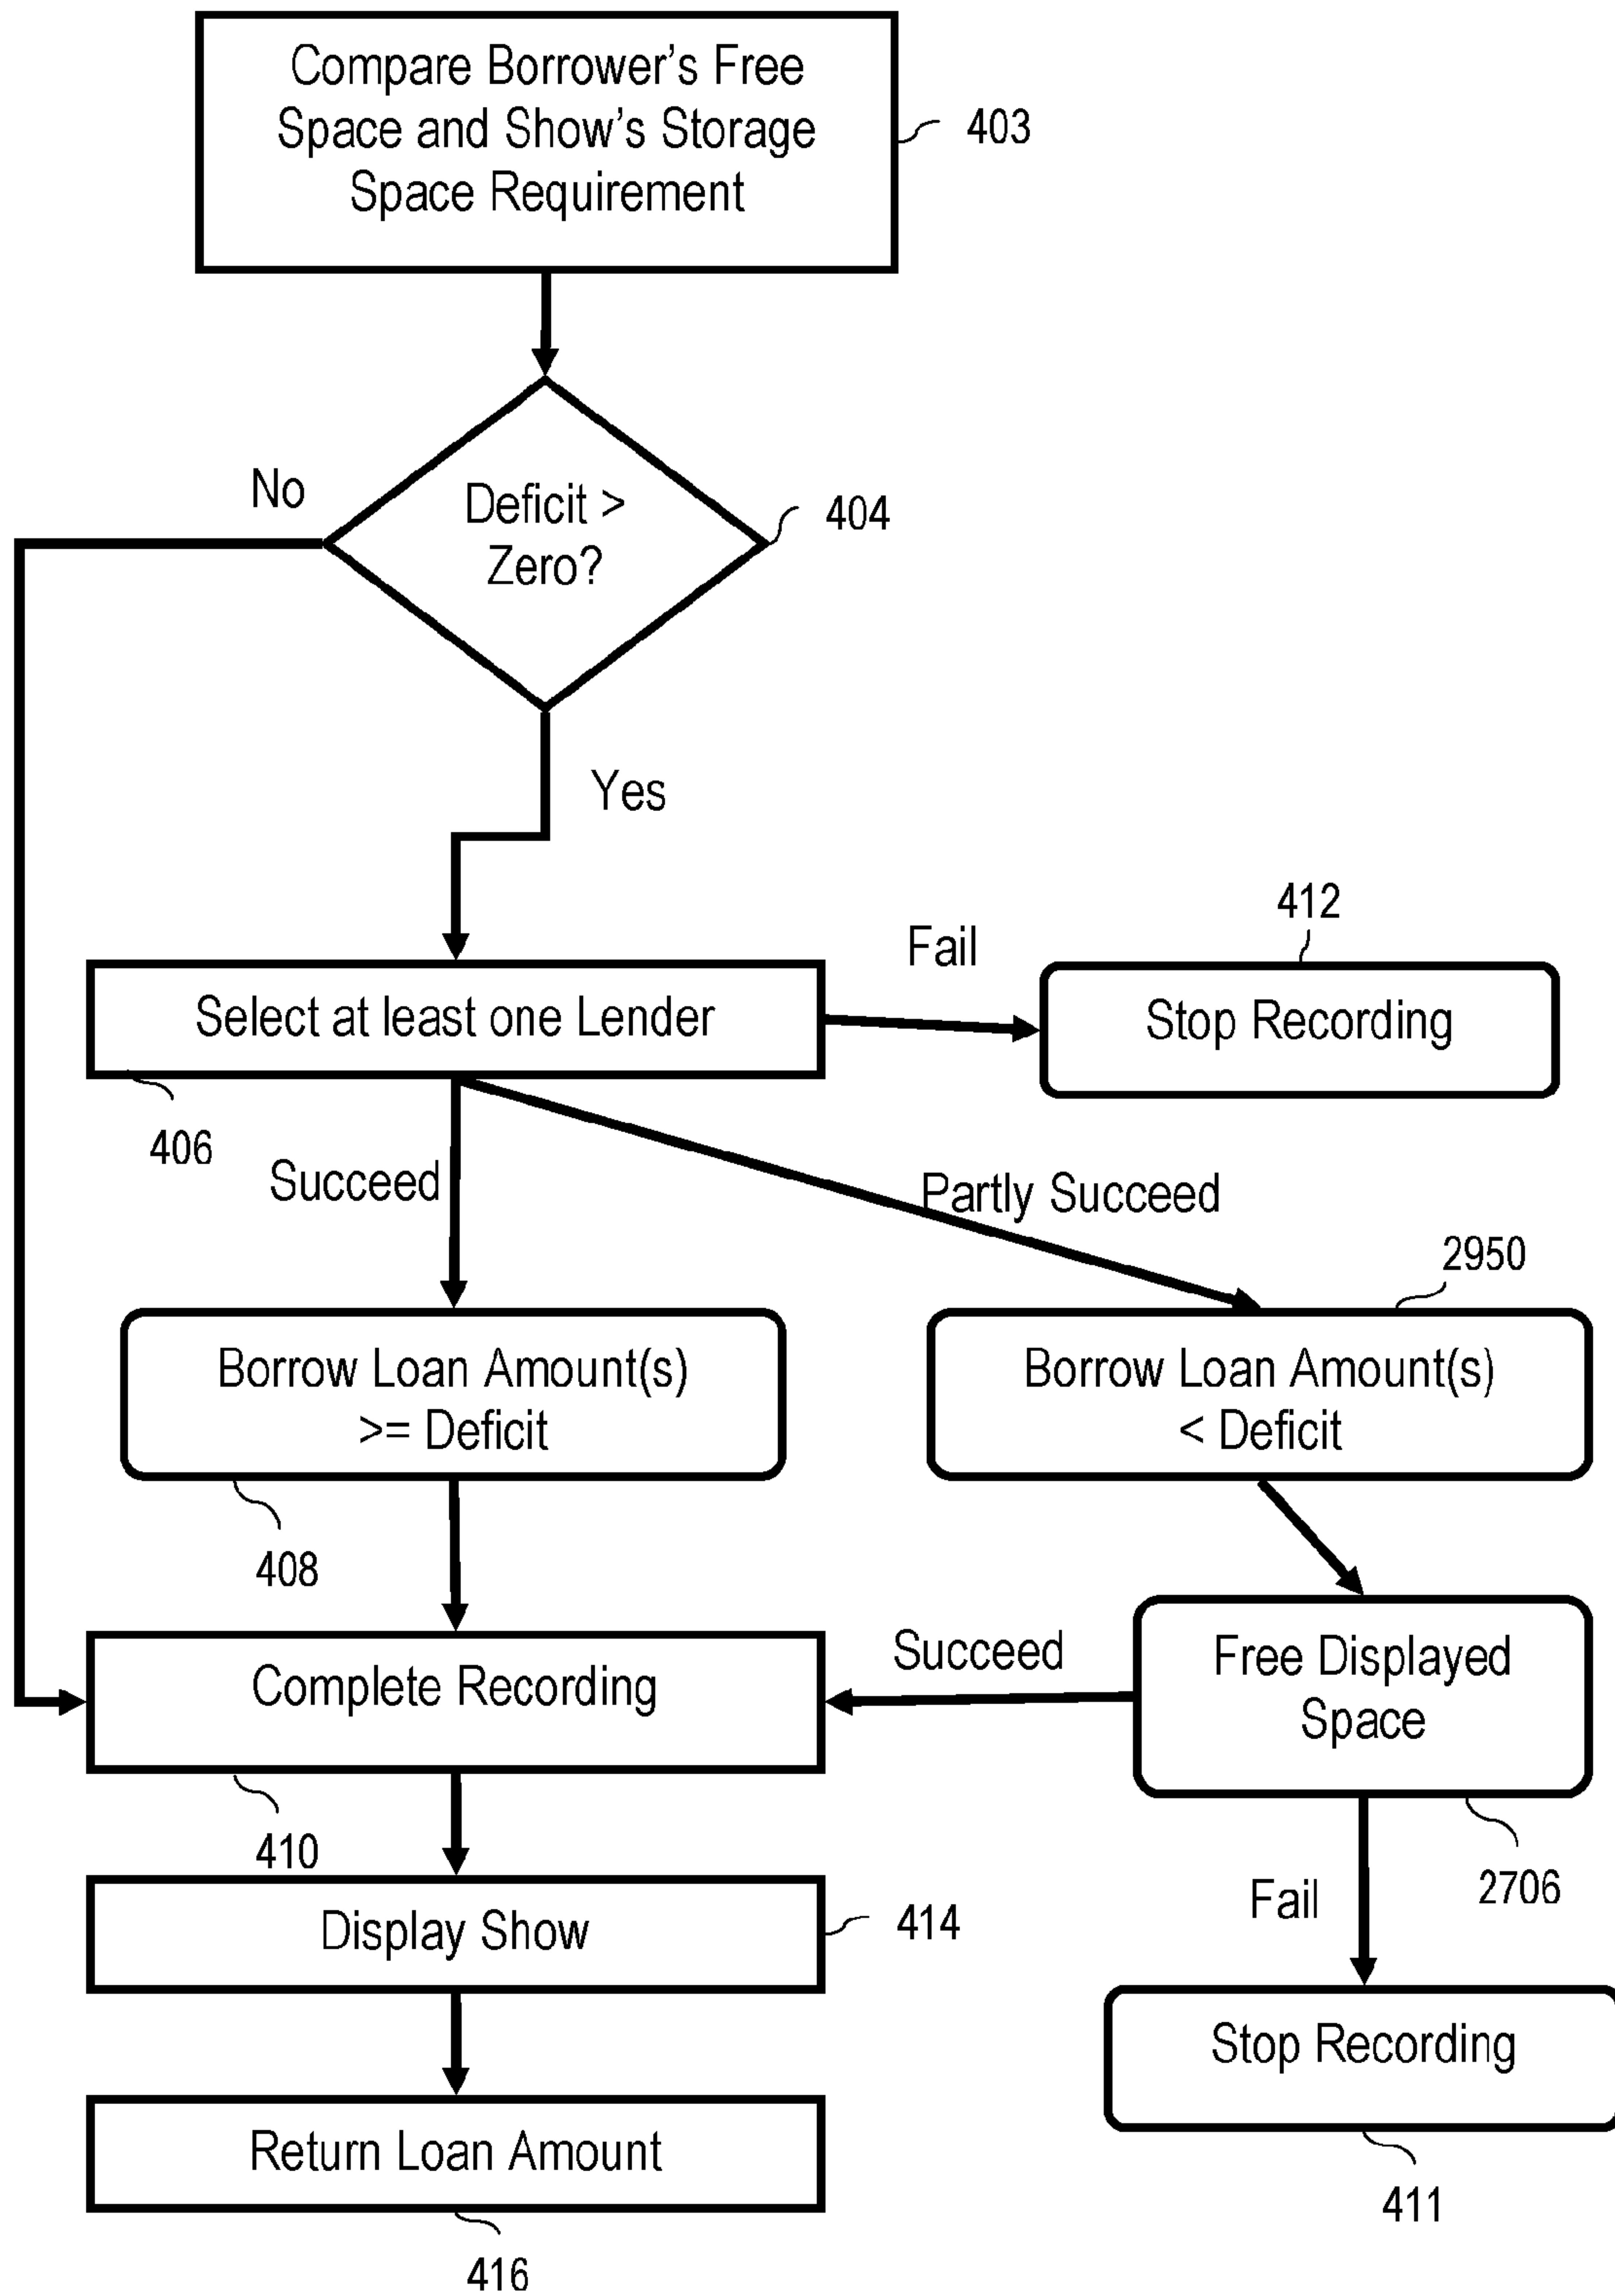 Compare Borrower's Free
Space and Show's Storage
Space Requirement
403
No
Deficit >
Zero?
404
Yes
412
Fail
Select at least one Lender
Stop Recording
406
Succeed
Partly Succeed
2950
Borrow Loan Amount(s)
>= Deficit
Borrow Loan Amount(s)
< Deficit
408
Succeed
Free Displayed
Space
Complete Recording
410
2706
Fail
Display Show
414
Stop Recording
Return Loan Amount
411
416